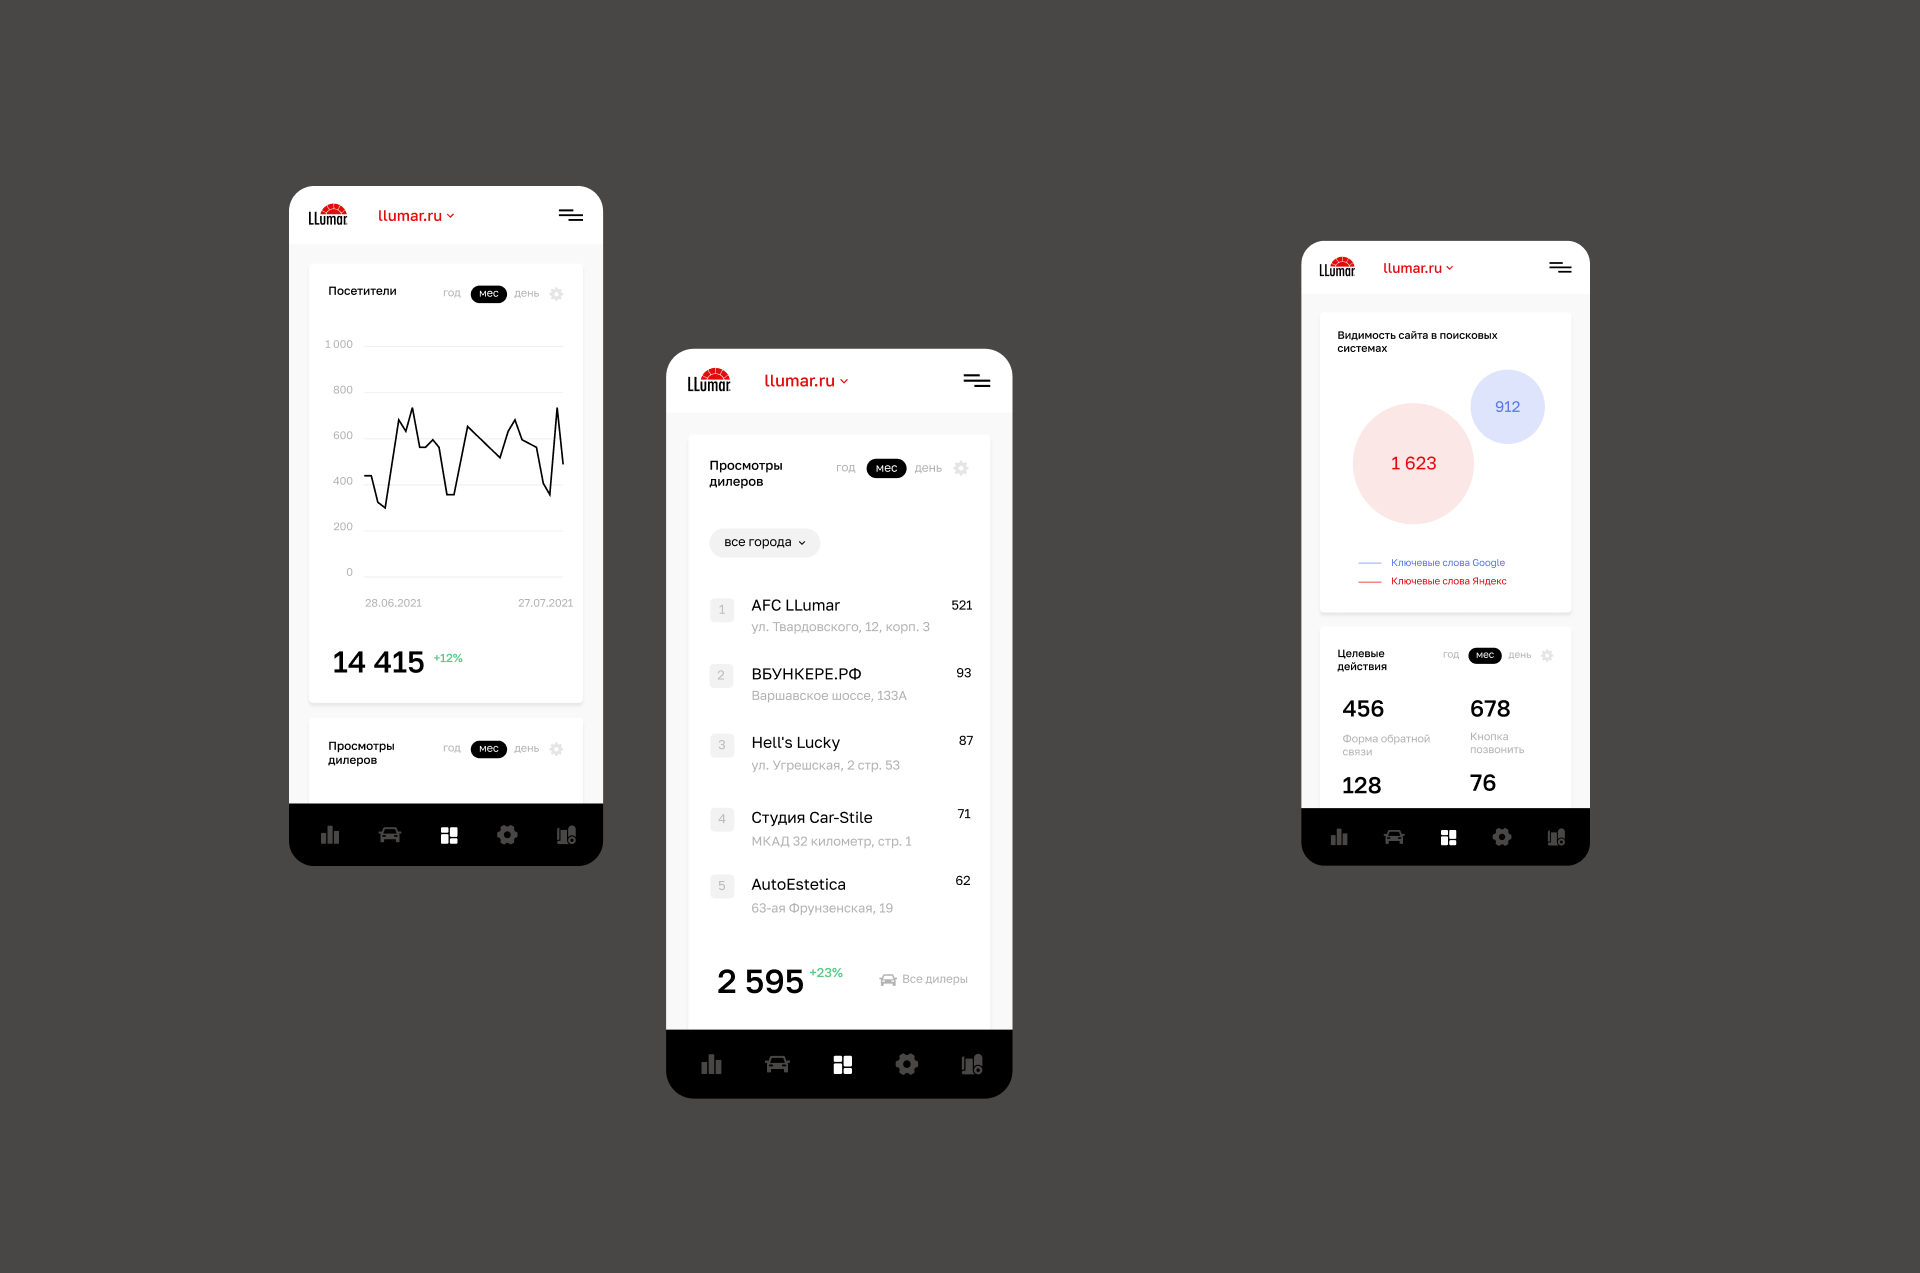 LLumar
llumar.ru
Посетители
год мес день
1 000
800
600
400
200
0
28.06.2021 27.07.2021
14 415 +12%
Просмотры
дилеров
год мес день
LLumar
llumar.ru
Просмотры
дилеров
год мес день
все города
1 AFC LLumar 521
ул. Твардовского, 12, корп. 3
2 ВБУНКЕРЕ.РФ 93
Варшавское шоссе, 133А
3 Hell's Lucky 87
ул. Угрешская, 2 стр. 53
4 Студия Car-Stile 71
МКАД 32 километр, стр. 1
5 AutoEstetica 62
63-ая Фрунзенская, 19
2 595 +23% Все дилеры
LLumar
llumar.ru
Видимость сайта в поисковых
системах
912
1 623
Ключевые слова Google
Ключевые слова Яндекс
Целевые
действия
год мес день
456
Форма обратной
связи
678
Кнопка
позвонить
128
76